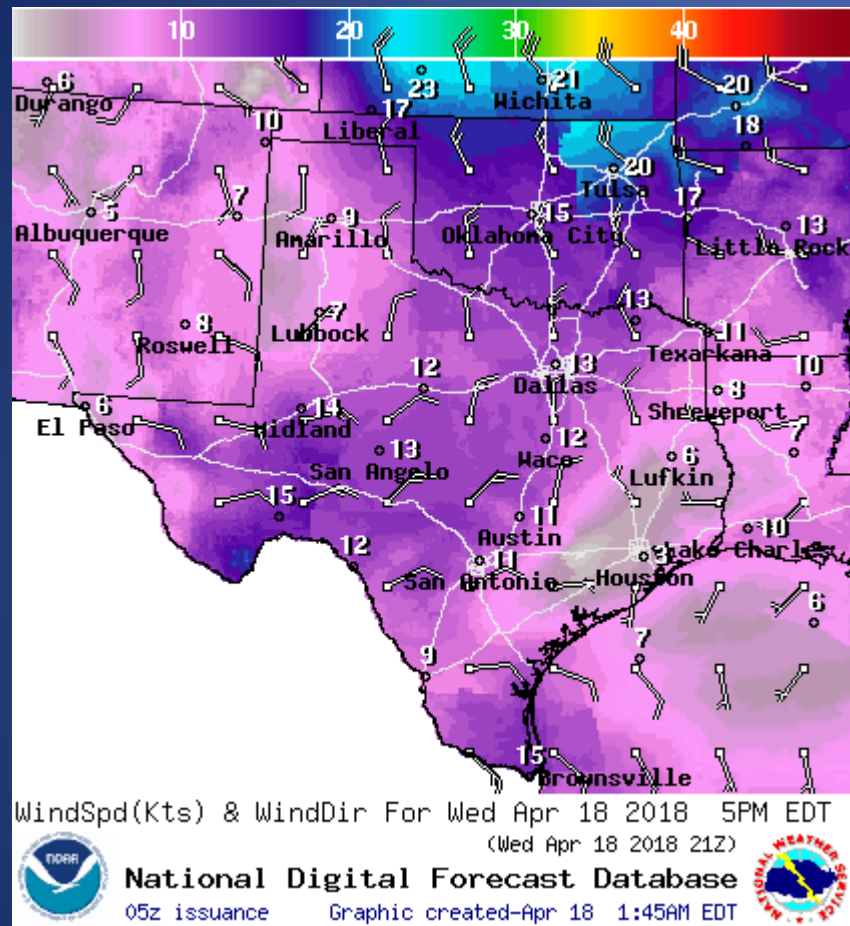 10 20 30 40
6 23 21 20
Durango Wichita
17
Liberal
10 18
20
Tulsa
5 7 9 15 17 13
Albuquerque Amarillo Oklahoma City Little Rock
8 7 13 11
Roswell Lubbock Texarkana
12 13 10
Dallas 8
6 14 Shreveport
El Paso Midland
13 12 6 7
San Angelo Waco Lufkin
15 11 10
Austin
12 11 3 Lake Charles
San Antonio Houston
6
9 7
15
Brownsville
WindSpd(Kts) & WindDir For Wed Apr 18 2018 5PM EDT
(Wed Apr 18 2018 21Z)
NOAA
National Digital Forecast Database
05z issuance Graphic created-Apr 18 1:45AM EDT
NATIONAL WEATHER SERVICE